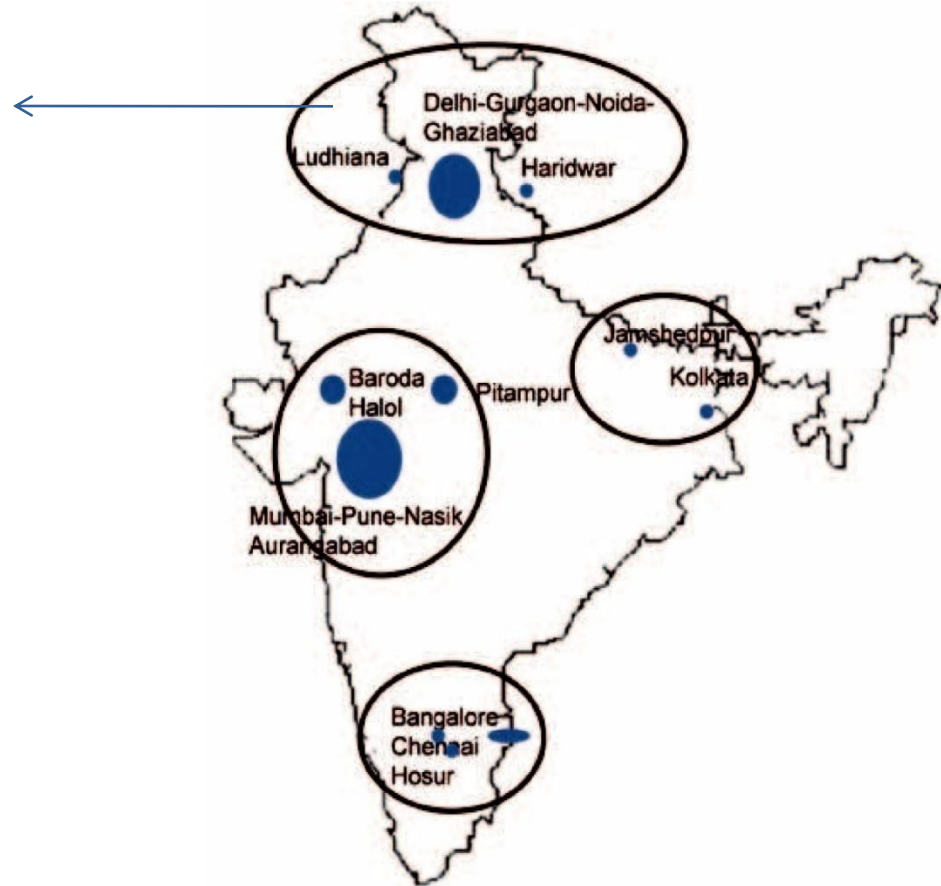 Delhi-Gurgaon-Noida-
Ghaziabad
Ludhiana
Haridwar
Jamshedpur
Kolkata
Baroda
Halol
Pitampur
Mumbai-Pune-Nasik
Aurangabad
Bangalore
Chennai
Hosur